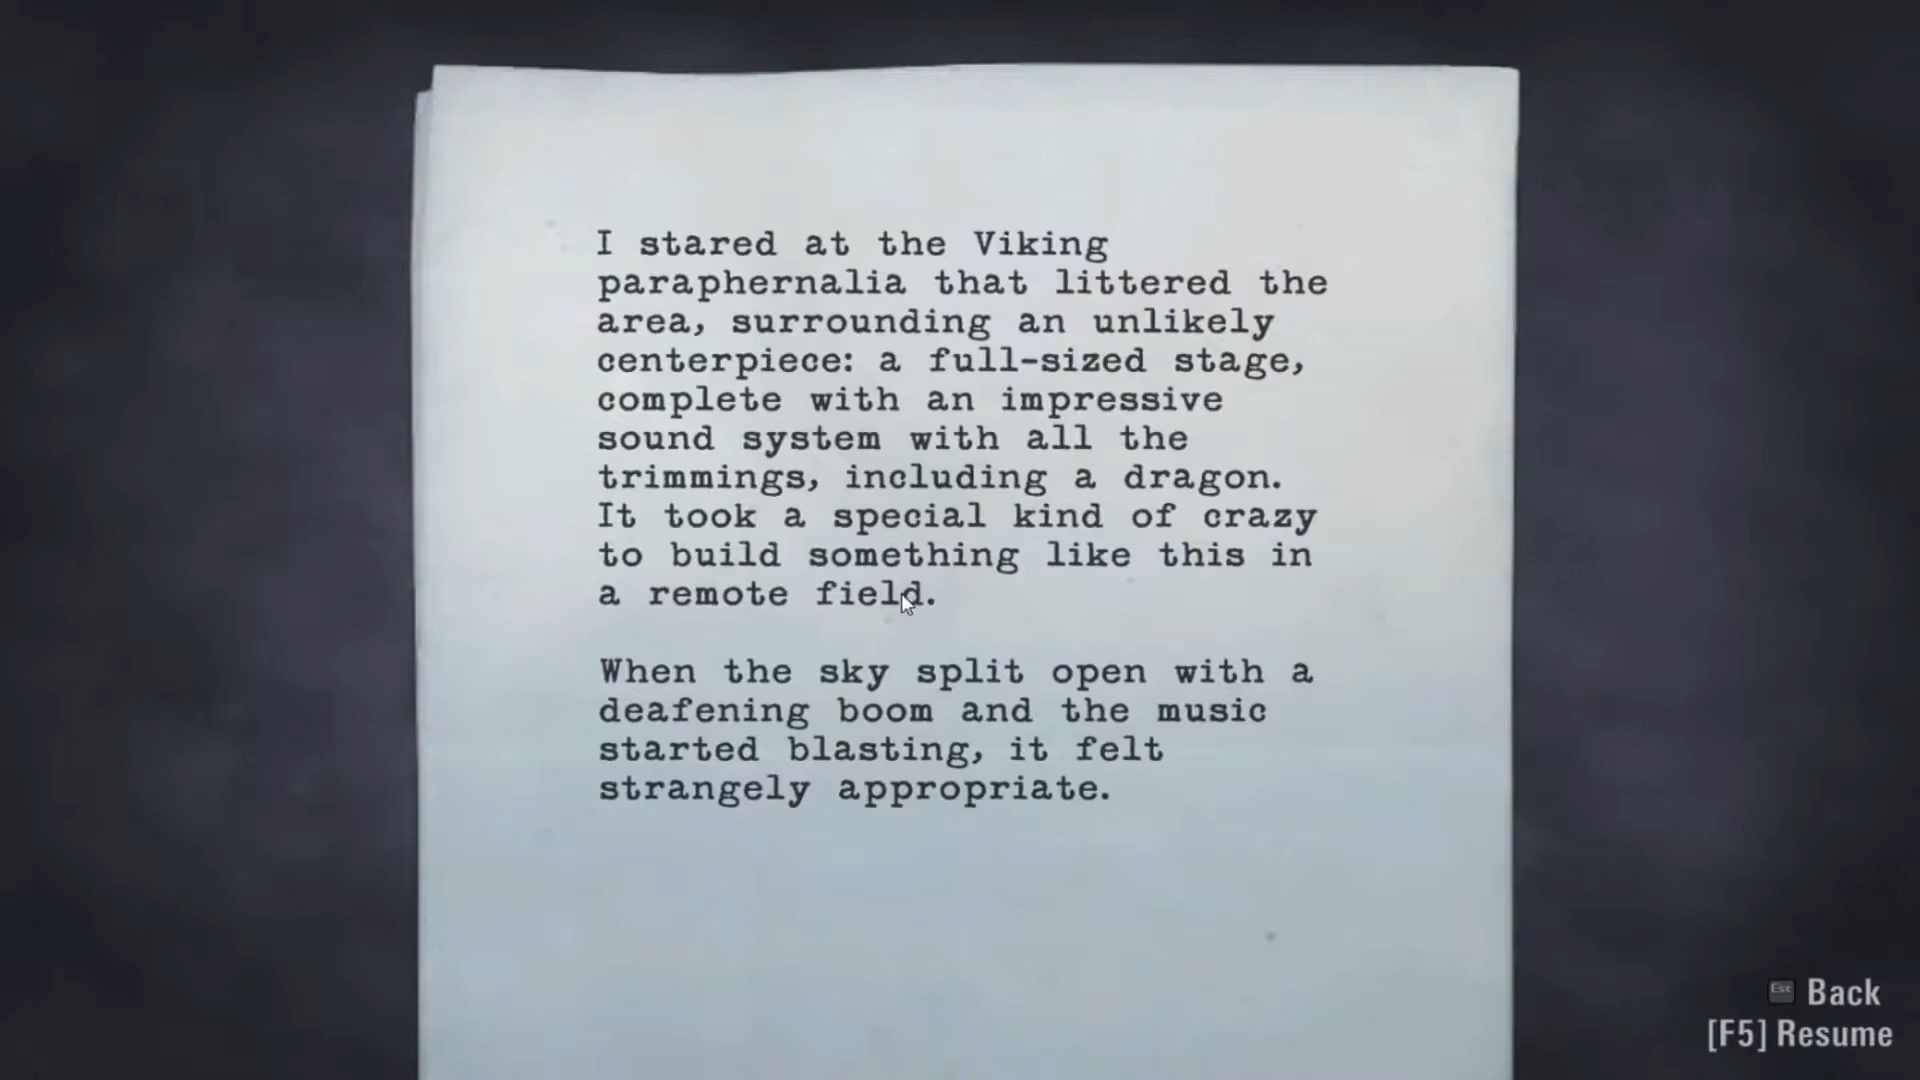 I stared at the Viking
paraphernalia that littered the
area, surrounding an unlikely
centerpiece: a full-sized stage,
complete with an impressive
sound system with all the
trimmings, including a dragon.
It took a special kind of crazy
to build something like this in
a remote field.
When the sky split open with a
deafening boom and the music
started blasting, it felt
strangely appropriate.
Esc Back
[F5] Resume